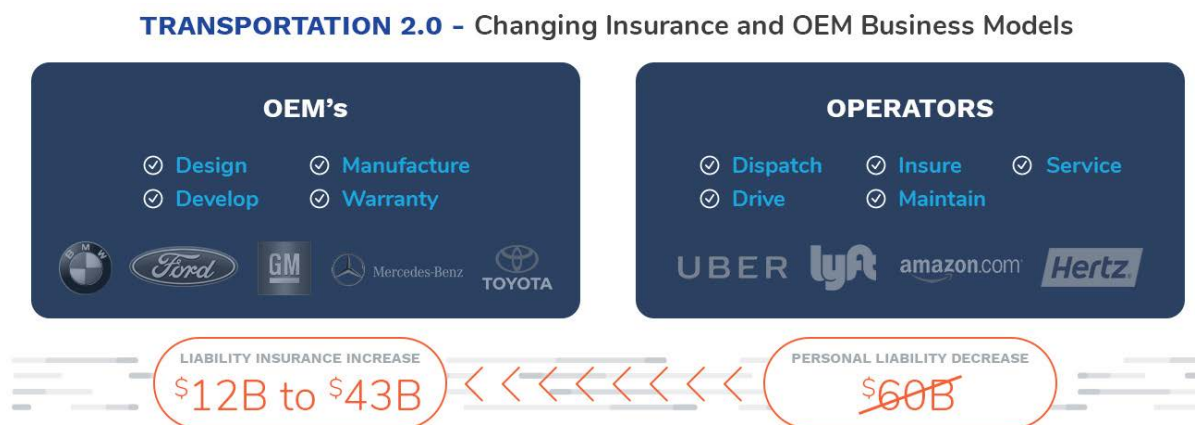 TRANSPORTATION 2.0 - Changing Insurance and OEM Business Models
OEM's
Design
Manufacture
Develop
Warranty
BMW
Ford
GM
Mercedes-Benz
TOYOTA
OPERATORS
Dispatch
Insure
Service
Drive
Maintain
UBER
lyft
amazon.com
Hertz
LIABILITY INSURANCE INCREASE
$12B to $43B
PERSONAL LIABILITY DECREASE
$60B